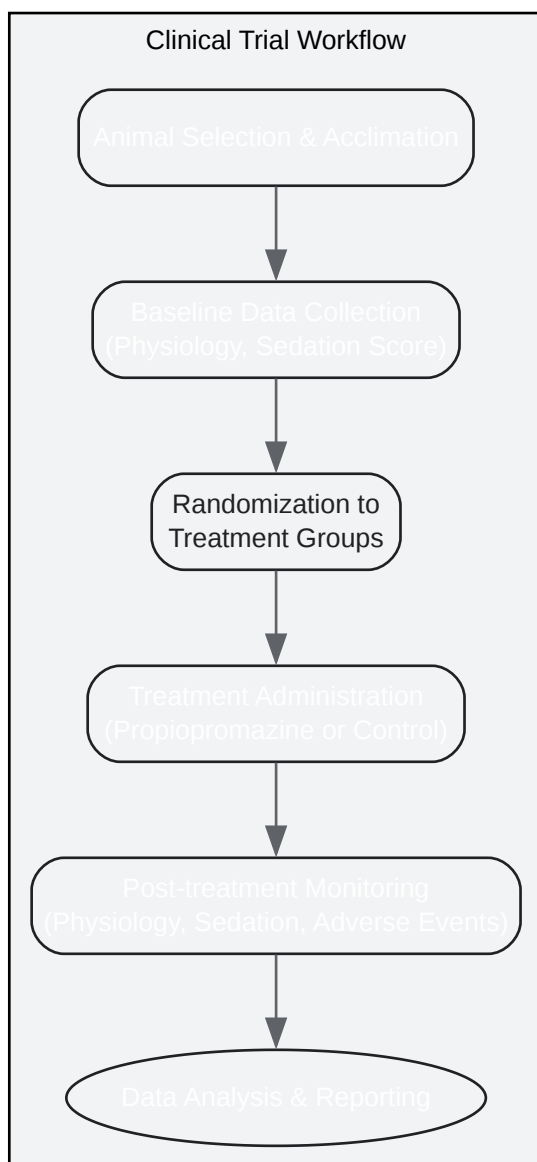 Clinical Trial Workflow
Animal Selection & Acclimation
Baseline Data Collection
(Physiology, Sedation Score)
Randomization to
Treatment Groups
Treatment Administration
(Propiopromazine or Control)
Post-treatment Monitoring
(Physiology, Sedation, Adverse Events)
Data Analysis & Reporting